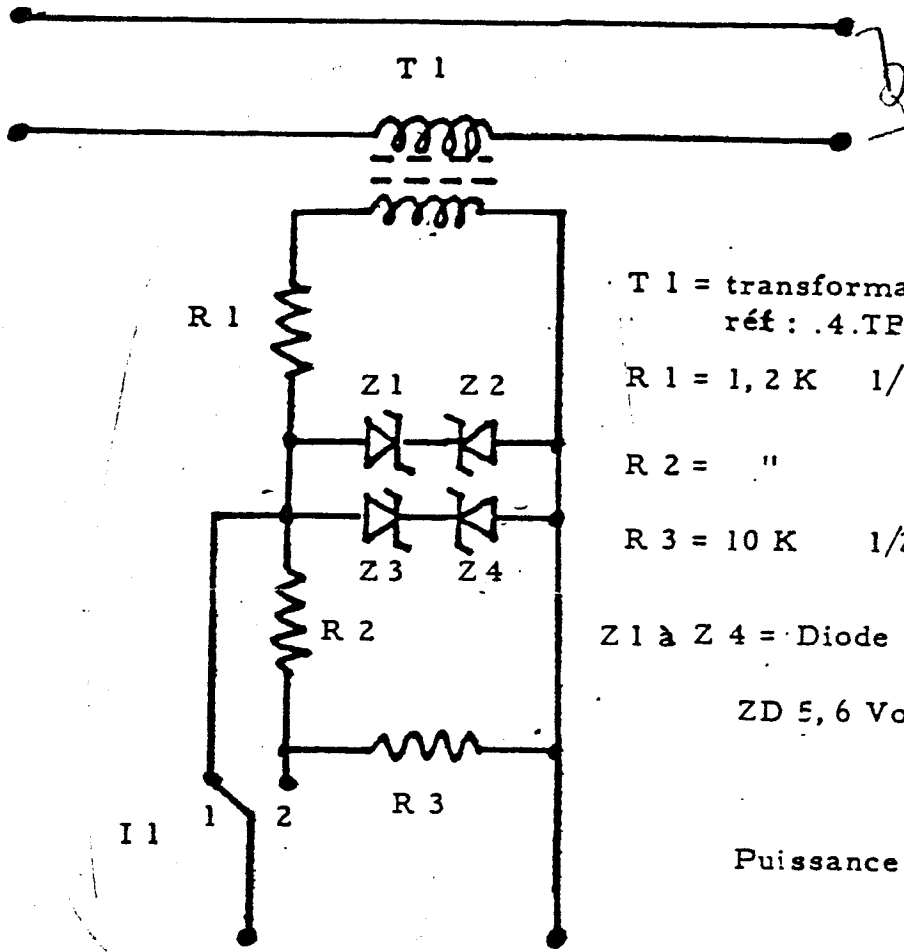 T 1
T 1 = transforma
réf : .4.TP
R 1
R 1 = 1, 2 K 1/
Z 1 Z 2
R 2 = "
R 3 = 10 K 1/2
Z 3 Z 4
R 2
Z 1 à Z 4 = Diode
ZD 5, 6 Vo
R 3
I 1 1 2
Puissance